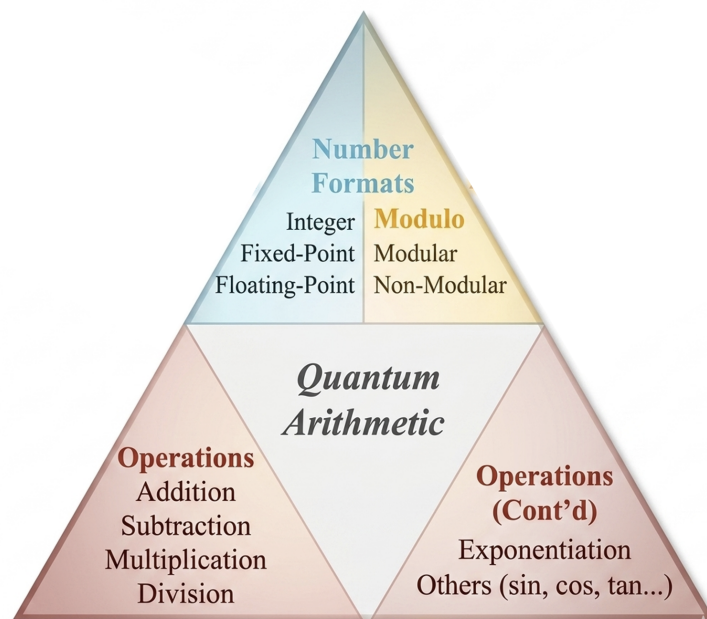 Number
Formats
Integer
Fixed-Point
Floating-Point
Modulo
Modular
Non-Modular
Quantum
Arithmetic
Operations
Addition
Subtraction
Multiplication
Division
Operations
(Cont’d)
Exponentiation
Others (sin, cos, tan...)